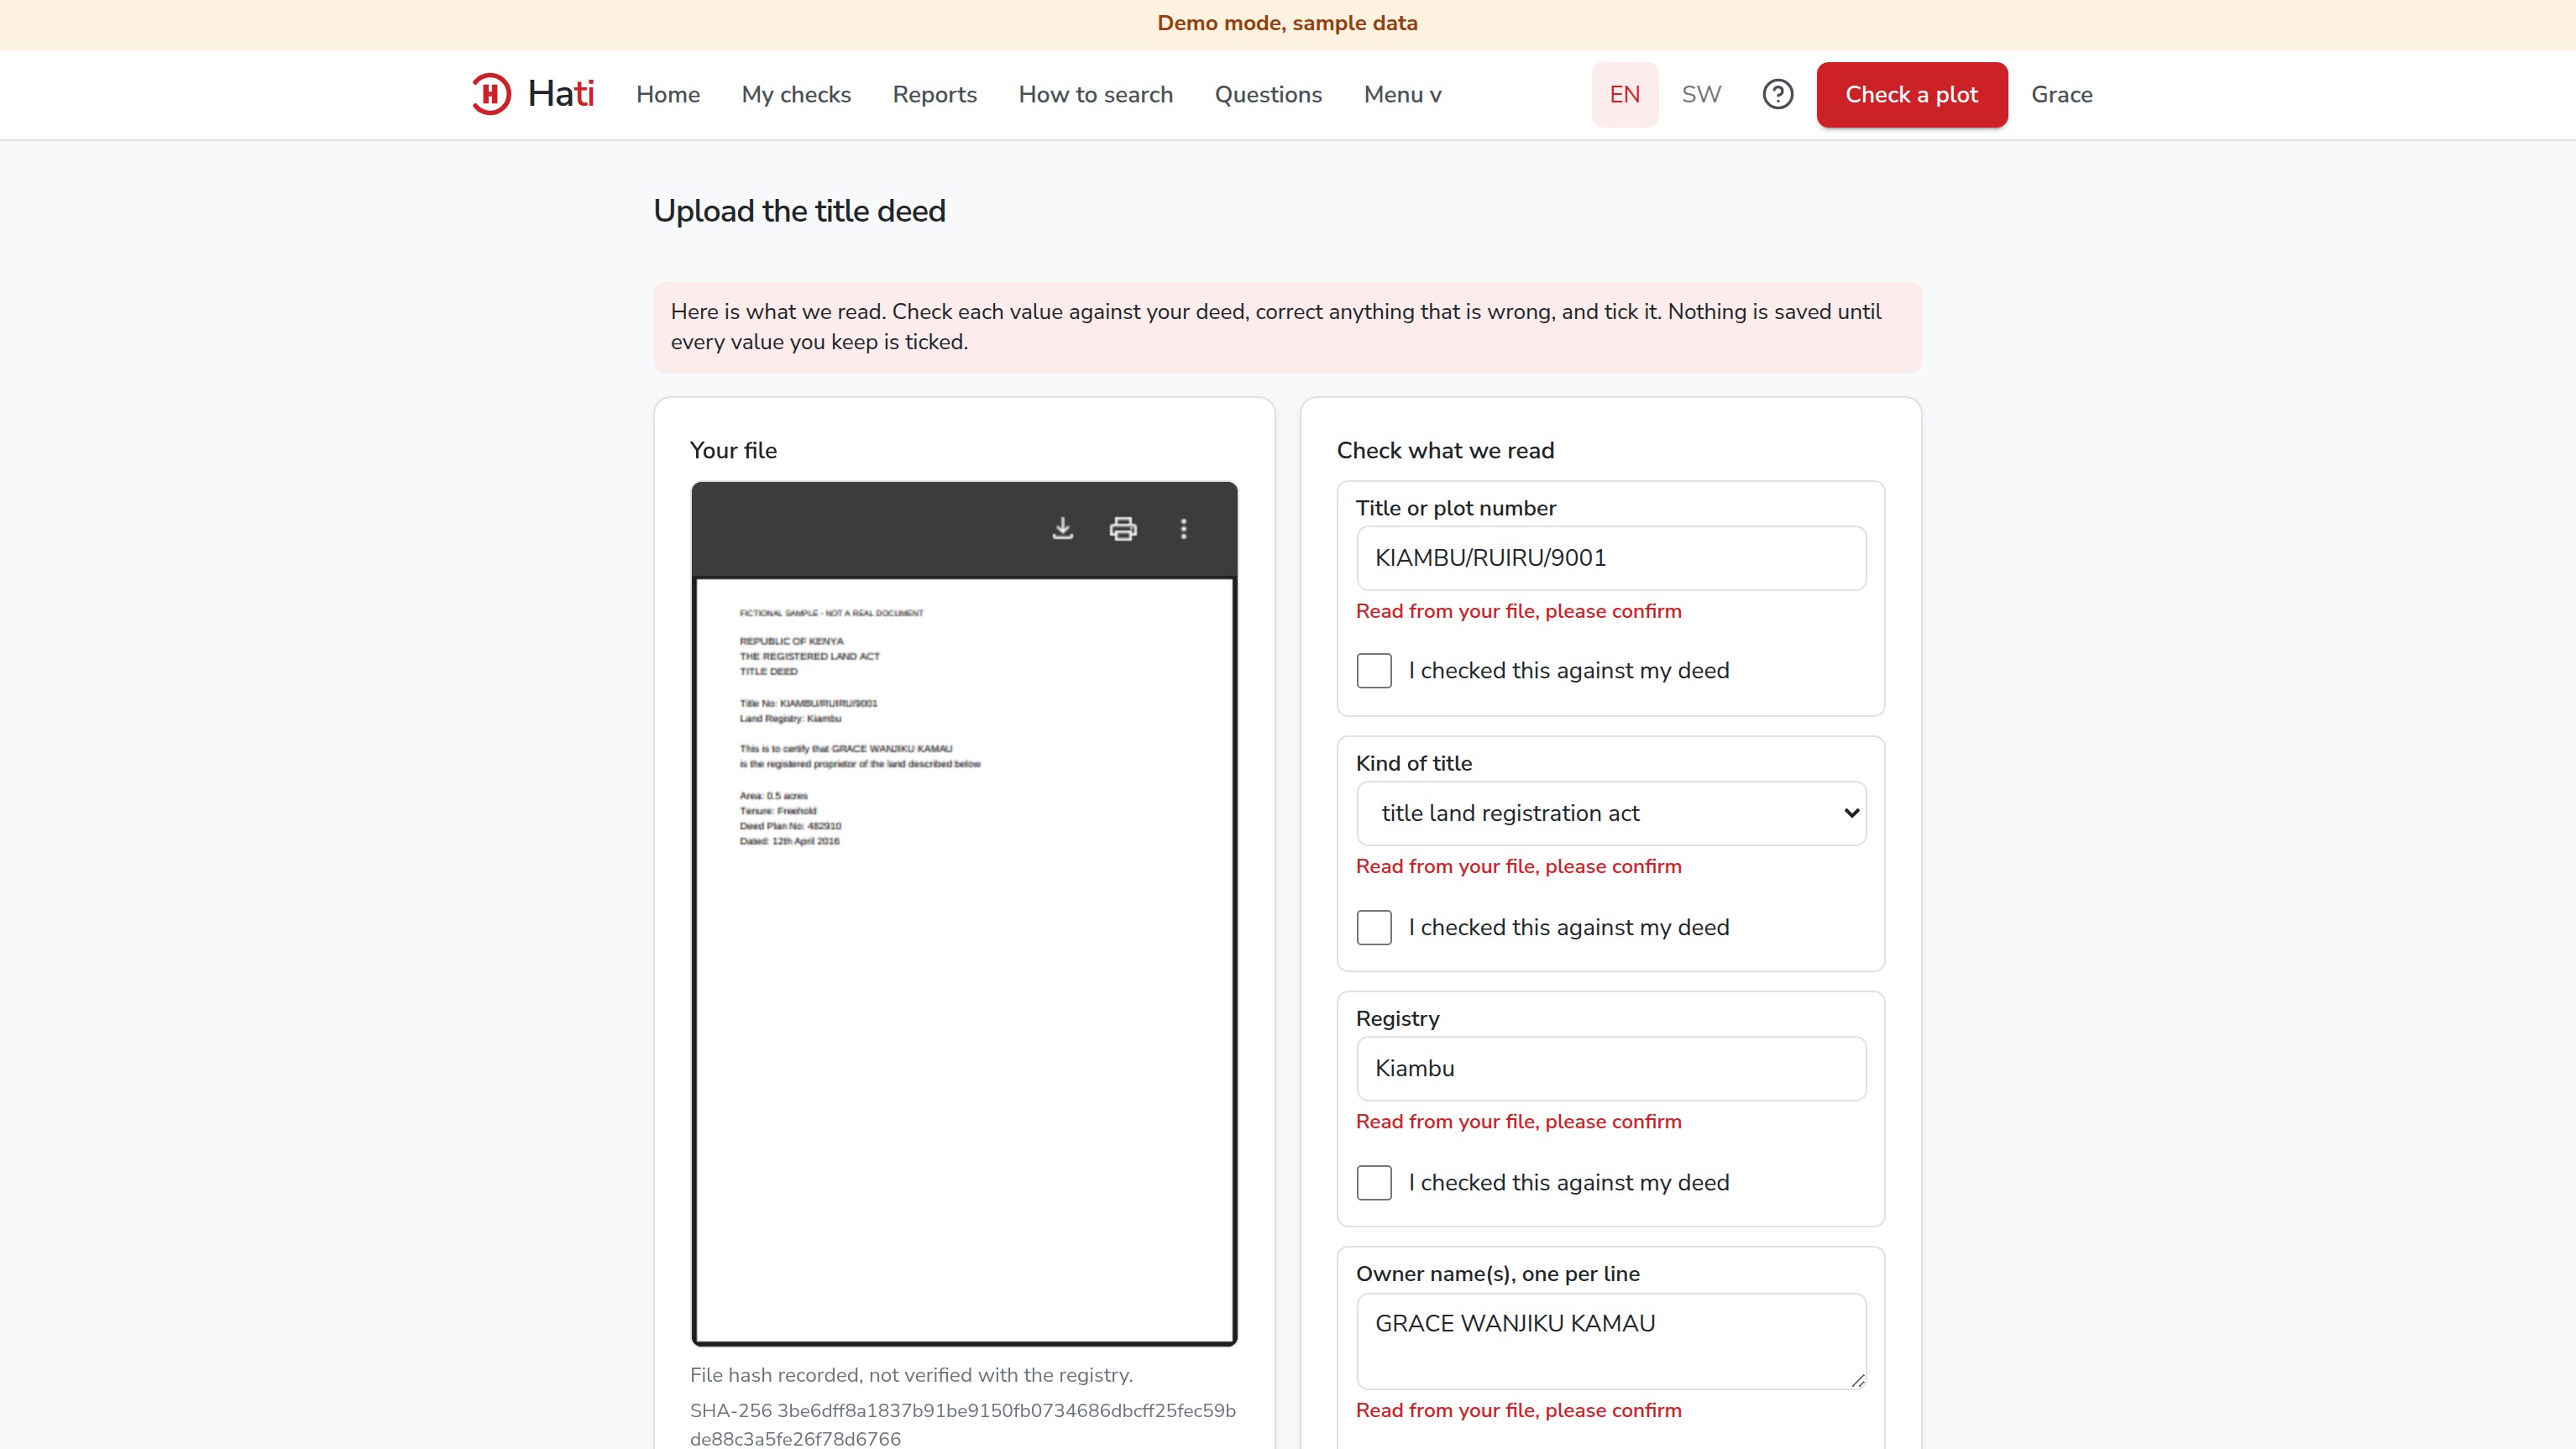 Demo mode, sample data
Hati
Home
My checks
Reports
How to search
Questions
Menu v
EN
SW
Check a plot
Grace
Upload the title deed
Here is what we read. Check each value against your deed, correct anything that is wrong, and tick it. Nothing is saved until
every value you keep is ticked.
Your file
FICTIONAL SAMPLE - NOT A REAL DOCUMENT
REPUBLIC OF KENYA
THE REGISTERED LAND ACT
TITLE DEED
Title No: KIAMBU/RUIRU/9001
Land Registry: Kiambu
This is to certify that GRACE WANJIKU KAMAU
is the registered proprietor of the land described below
Area: 0.5 acres
Tenure: Freehold
Deed Plan No: 482910
Dated: 12th April 2016
File hash recorded, not verified with the registry.
SHA-256 3be6dff8a1837b91be9150fb0734686dbcff25fec59b
de88c3a5fe26f78d6766
Check what we read
Title or plot number
KIAMBU/RUIRU/9001
Read from your file, please confirm
I checked this against my deed
Kind of title
title land registration act
Read from your file, please confirm
I checked this against my deed
Registry
Kiambu
Read from your file, please confirm
I checked this against my deed
Owner name(s), one per line
GRACE WANJIKU KAMAU
Read from your file, please confirm